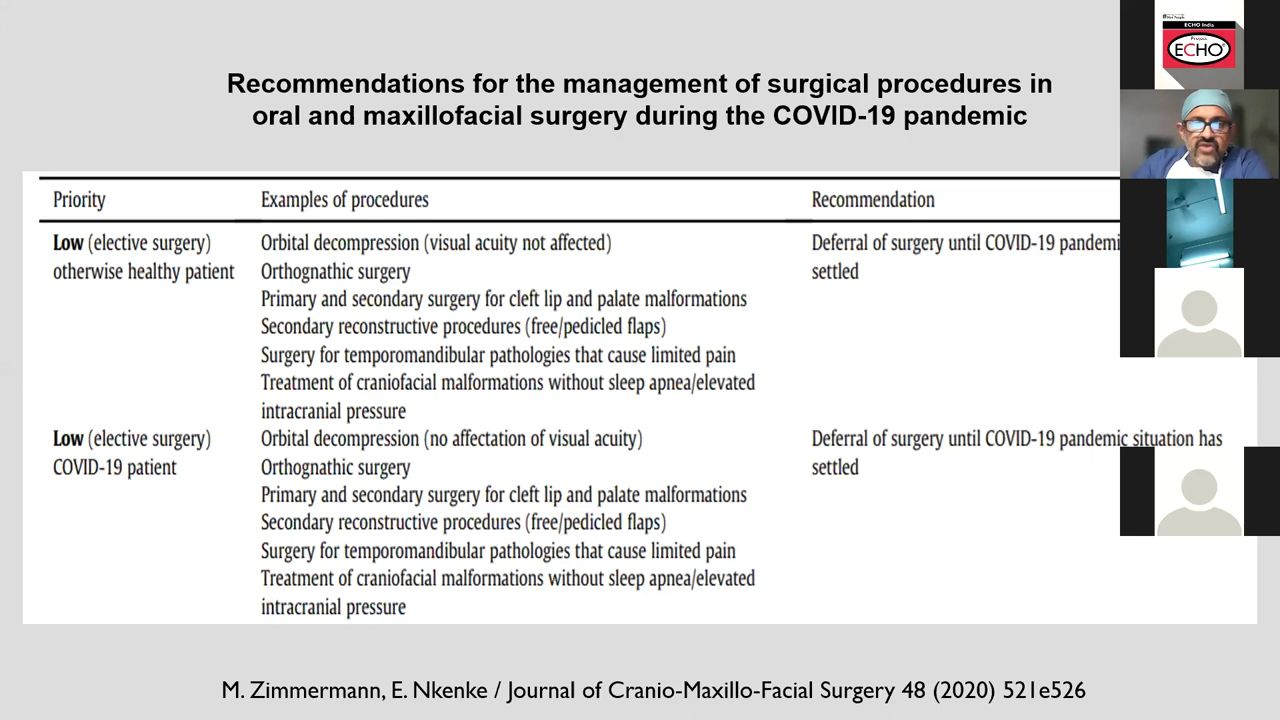 Recommendations for the management of surgical procedures in
oral and maxillofacial surgery during the COVID-19 pandemic
Priority Examples of procedures Recommendation
Low (elective surgery) Orbital decompression (visual acuity not affected) Deferral of surgery until COVID-19 pandemi
otherwise healthy patient Orthognathic surgery settled
Primary and secondary surgery for cleft lip and palate malformations
Secondary reconstructive procedures (free/pedicled flaps)
Surgery for temporomandibular pathologies that cause limited pain
Treatment of craniofacial malformations without sleep apnea/elevated
intracranial pressure
Low (elective surgery) Orbital decompression (no affectation of visual acuity) Deferral of surgery until COVID-19 pandemic situation has
COVID-19 patient Orthognathic surgery settled
Primary and secondary surgery for cleft lip and palate malformations
Secondary reconstructive procedures (free/pedicled flaps)
Surgery for temporomandibular pathologies that cause limited pain
Treatment of craniofacial malformations without sleep apnea/elevated
intracranial pressure
M. Zimmermann, E. Nkenke / Journal of Cranio-Maxillo-Facial Surgery 48 (2020) 521e526
ECHO India
Project
ECHO